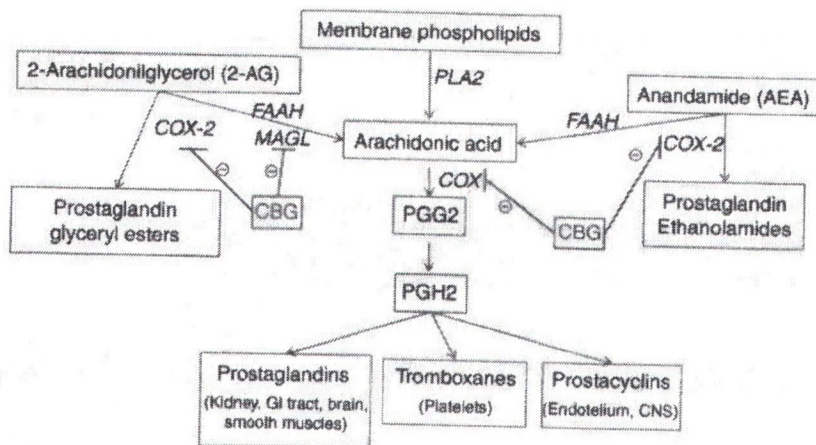 Membrane phospholipids
2-Arachidonilglycerol (2-AG)
PLA2
Anandamide (AEA)
FAAH
MAGL
COX-2
Arachidonic acid
FAAH
COX-2
COX
Prostaglandin
glyceryl esters
CBG
PGG2
CBG
Prostaglandin
Ethanolamides
PGH2
Prostaglandins
(Kidney, GI tract, brain,
smooth muscles)
Tromboxanes
(Platelets)
Prostacyclins
(Endotelium, CNS)